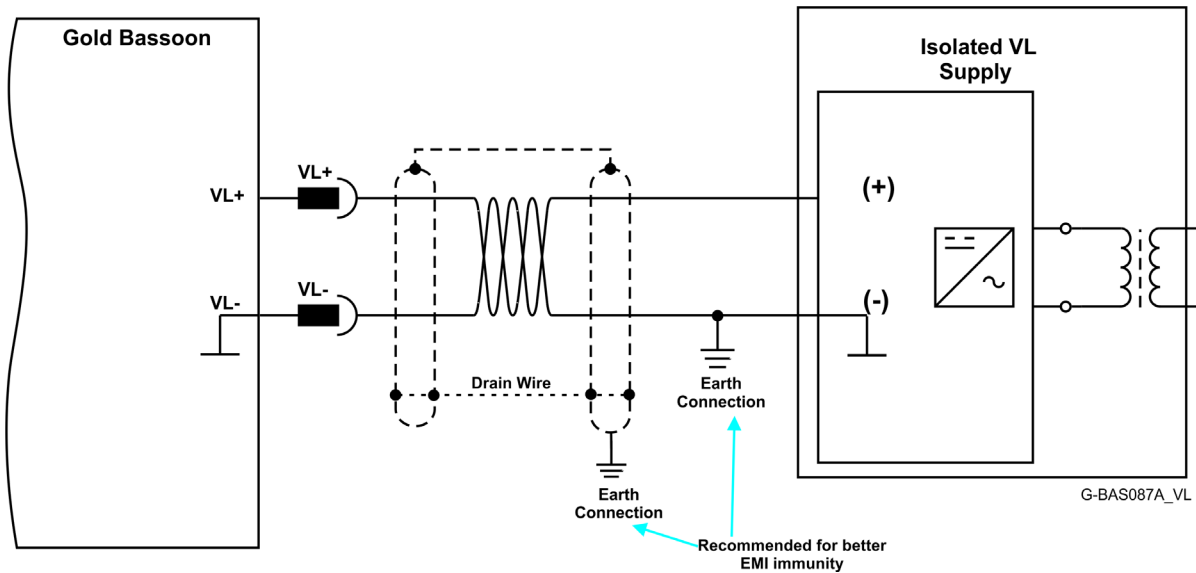 Gold Bassoon
Isolated VL
Supply
VL+
VL+
(+)
VL-
VL-
(-)
Drain Wire
Earth
Connection
Earth
Connection
G-BAS087A_VL
Recommended for better
EMI immunity